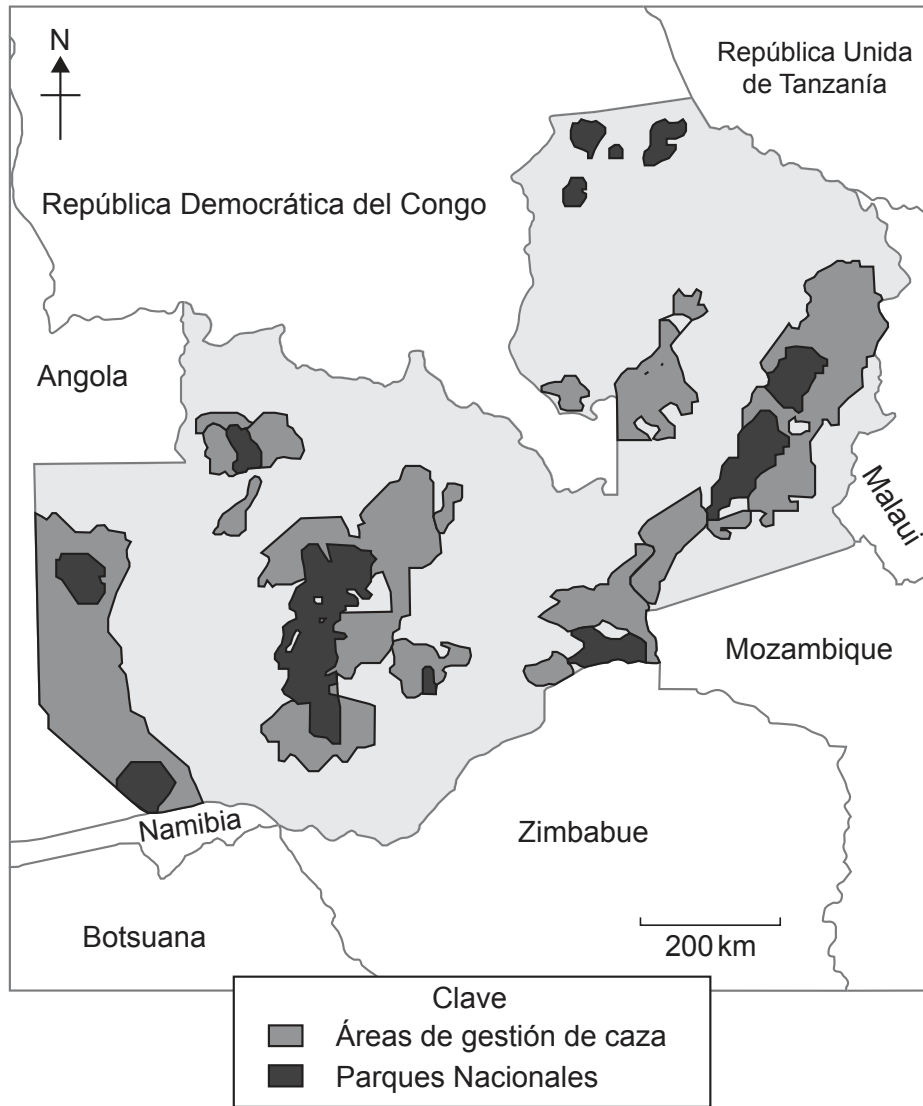 N
República Unida
de Tanzanía
República Democrática del Congo
Angola
Malaui
Mozambique
Namibia
Zimbabue
Botsuana
200 km
Clave
Áreas de gestión de caza
Parques Nacionales